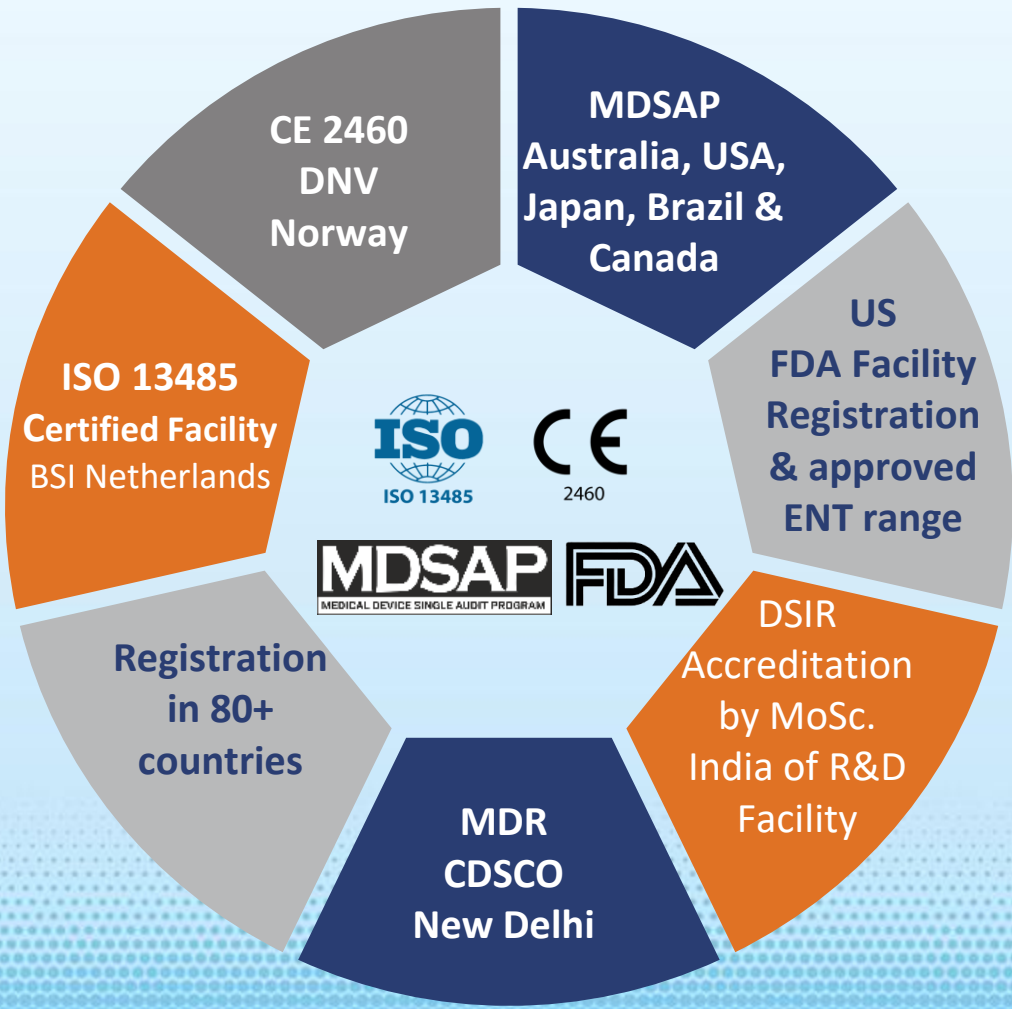 CE 2460
DNV
Norway
MDSAP
Australia, USA,
Japan, Brazil &
Canada
US
FDA Facility
Registration
& approved
ENT range
DSIR
Accreditation
by MoSc.
India of R&D
Facility
MDR
CDSCO
New Delhi
Registration
in 80+
countries
ISO 13485
Certified Facility
BSI Netherlands
ISO
ISO 13485
CE
2460
MDSAP
MEDICAL DEVICE SINGLE AUDIT PROGRAM
FDA